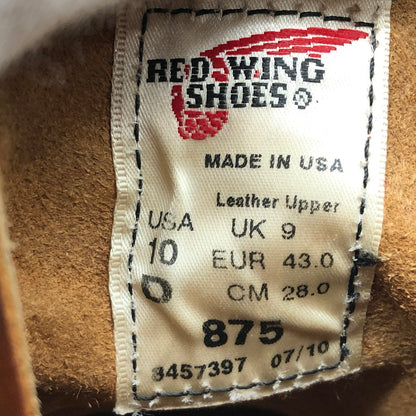 RED WING
SHOES®
MADE IN USA
Leather Upper
USA UK 9
10 EUR 43.0
D CM 28.0
875
3457397 07/10